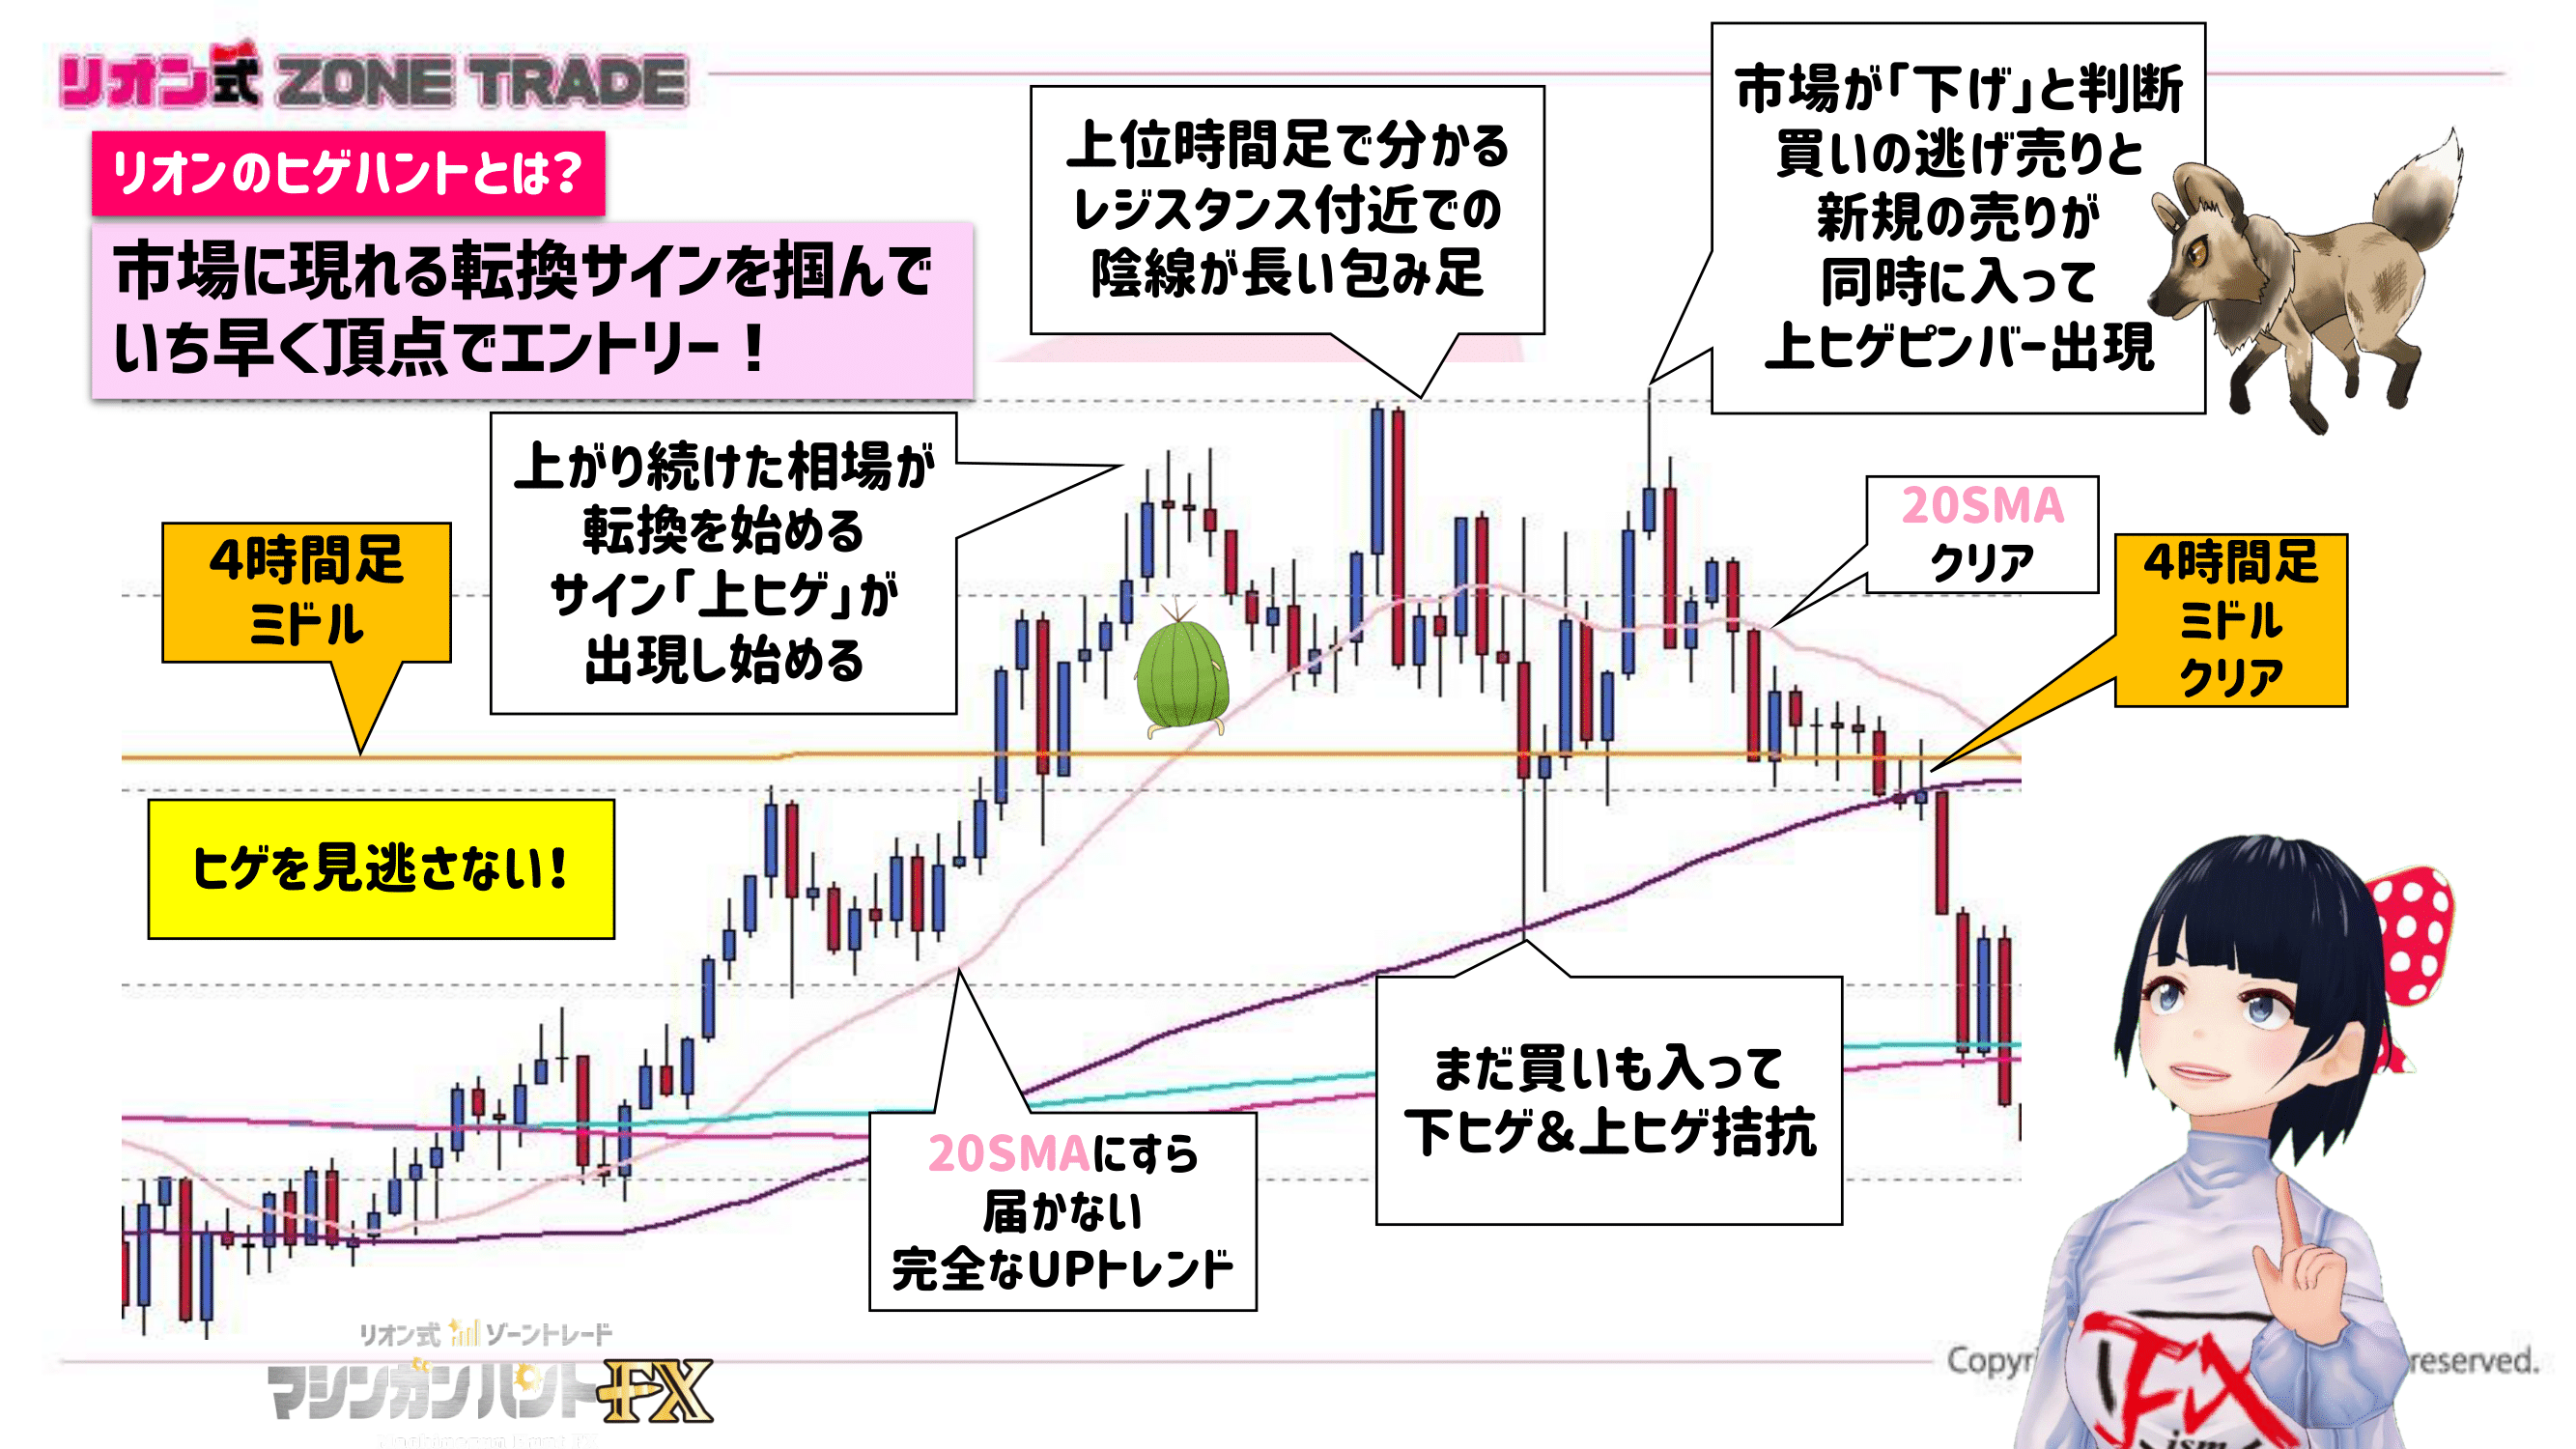 リオン式 ZONE TRADE
リオンのヒゲハントとは？
市場に現れる転換サインを掴んで
いち早く頂点でエントリー！
上位時間足で分かる
レジスタンス付近での
陰線が長い包み足
市場が「下げ」と判断
買いの逃げ売りと
新規の売りが
同時に入って
上ヒゲピンバー出現
上がり続けた相場が
転換を始める
サイン「上ヒゲ」が
出現し始める
4時間足
ミドル
20SMA
クリア
4時間足
ミドル
クリア
ヒゲを見逃さない！
20SMAにすら
届かない
完全なUPトレンド
まだ買いも入って
下ヒゲ&上ヒゲ拮抗
リオン式 ゾーントレード
マシンガンハントFX
reserved.
FX
ism